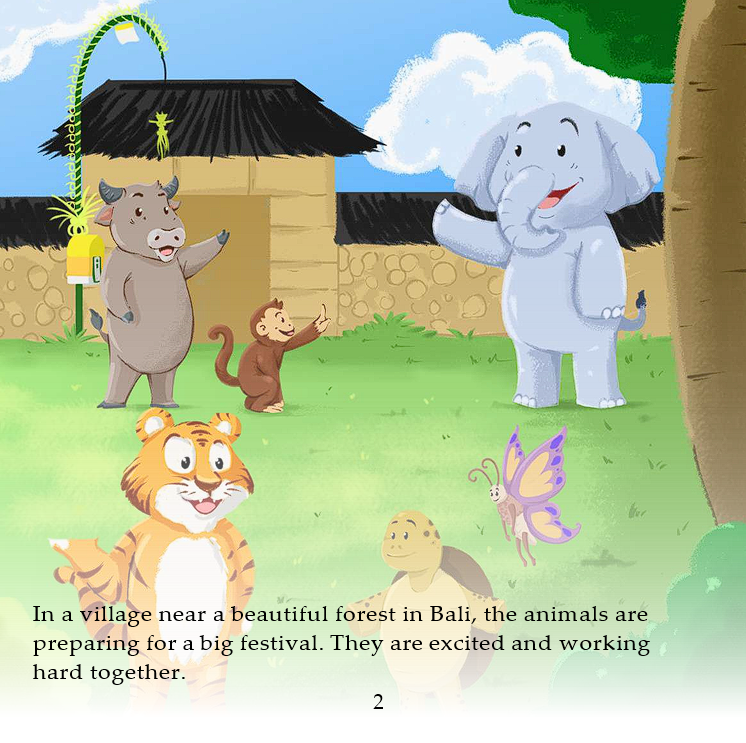 In a village near a beautiful forest in Bali, the animals are
preparing for a big festival. They are excited and working
hard together.
2